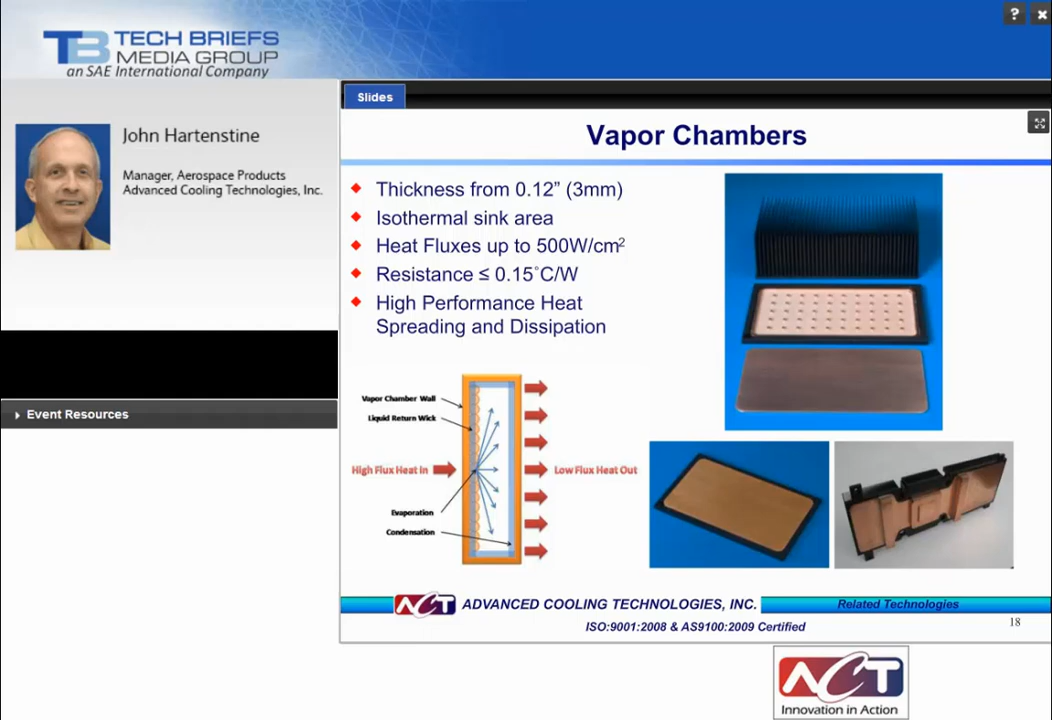 ? x
TB TECH BRIEFS
MEDIA GROUP
an SAE International Company
John Hartenstine
Manager, Aerospace Products
Advanced Cooling Technologies, Inc.
Event Resources
Slides
Vapor Chambers
Thickness from 0.12” (3mm)
Isothermal sink area
Heat Fluxes up to 500W/cm²
Resistance ≤ 0.15°C/W
High Performance Heat
Spreading and Dissipation
Vapor Chamber Wall
Liquid Return Wick
High Flux Heat In
Low Flux Heat Out
Evaporation
Condensation
ACT ADVANCED COOLING TECHNOLOGIES, INC.
Related Technologies
ISO:9001:2008 & AS9100:2009 Certified
18
ACT
Innovation in Action